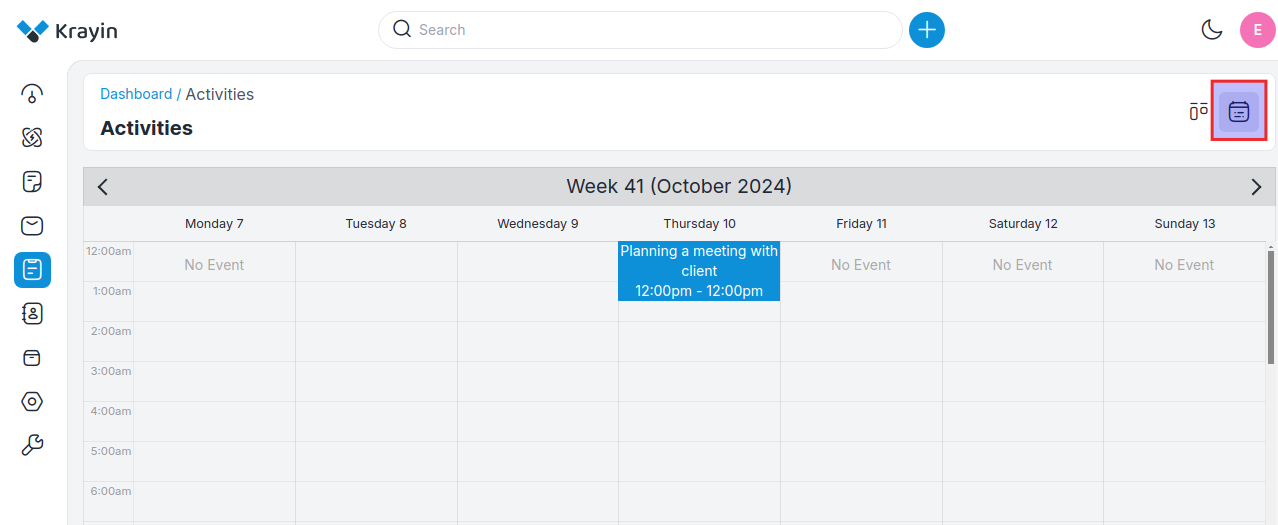 Krayin
Search
E
Dashboard / Activities
Activities
Week 41 (October 2024)
Monday 7 Tuesday 8 Wednesday 9 Thursday 10 Friday 11 Saturday 12 Sunday 13
12:00am
No Event
Planning a meeting with
client
12:00pm - 12:00pm
No Event
No Event
No Event
1:00am
2:00am
3:00am
4:00am
5:00am
6:00am